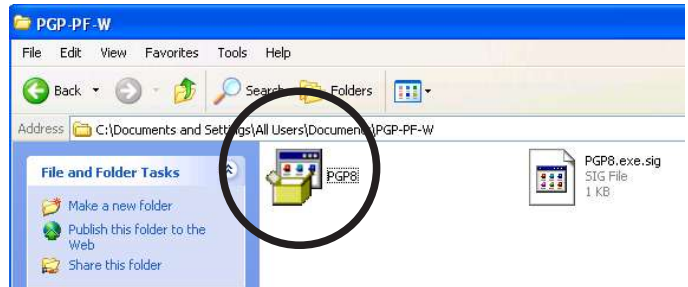 PGP-PF-W
File Edit View Favorites Tools Help
Back Search Folders
Address C:\Documents and Settings\All Users\Documents\PGP-PF-W
File and Folder Tasks
Make a new folder
Publish this folder to the
Web
Share this folder
PGP8
PGP8.exe.sig
SIG File
1 KB